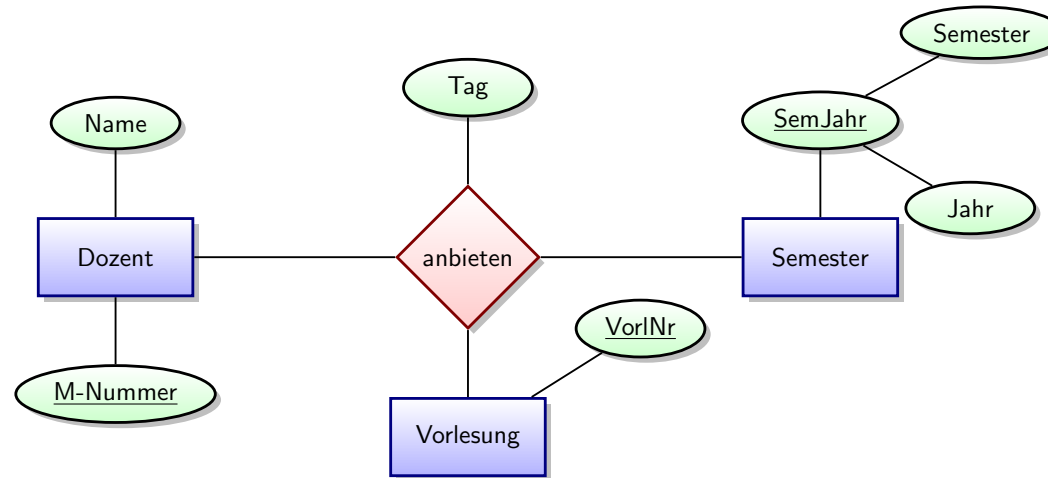 Semester
Tag
SemJahr
Name
Jahr
Dozent
anbieten
Semester
VorlNr
M-Nummer
Vorlesung